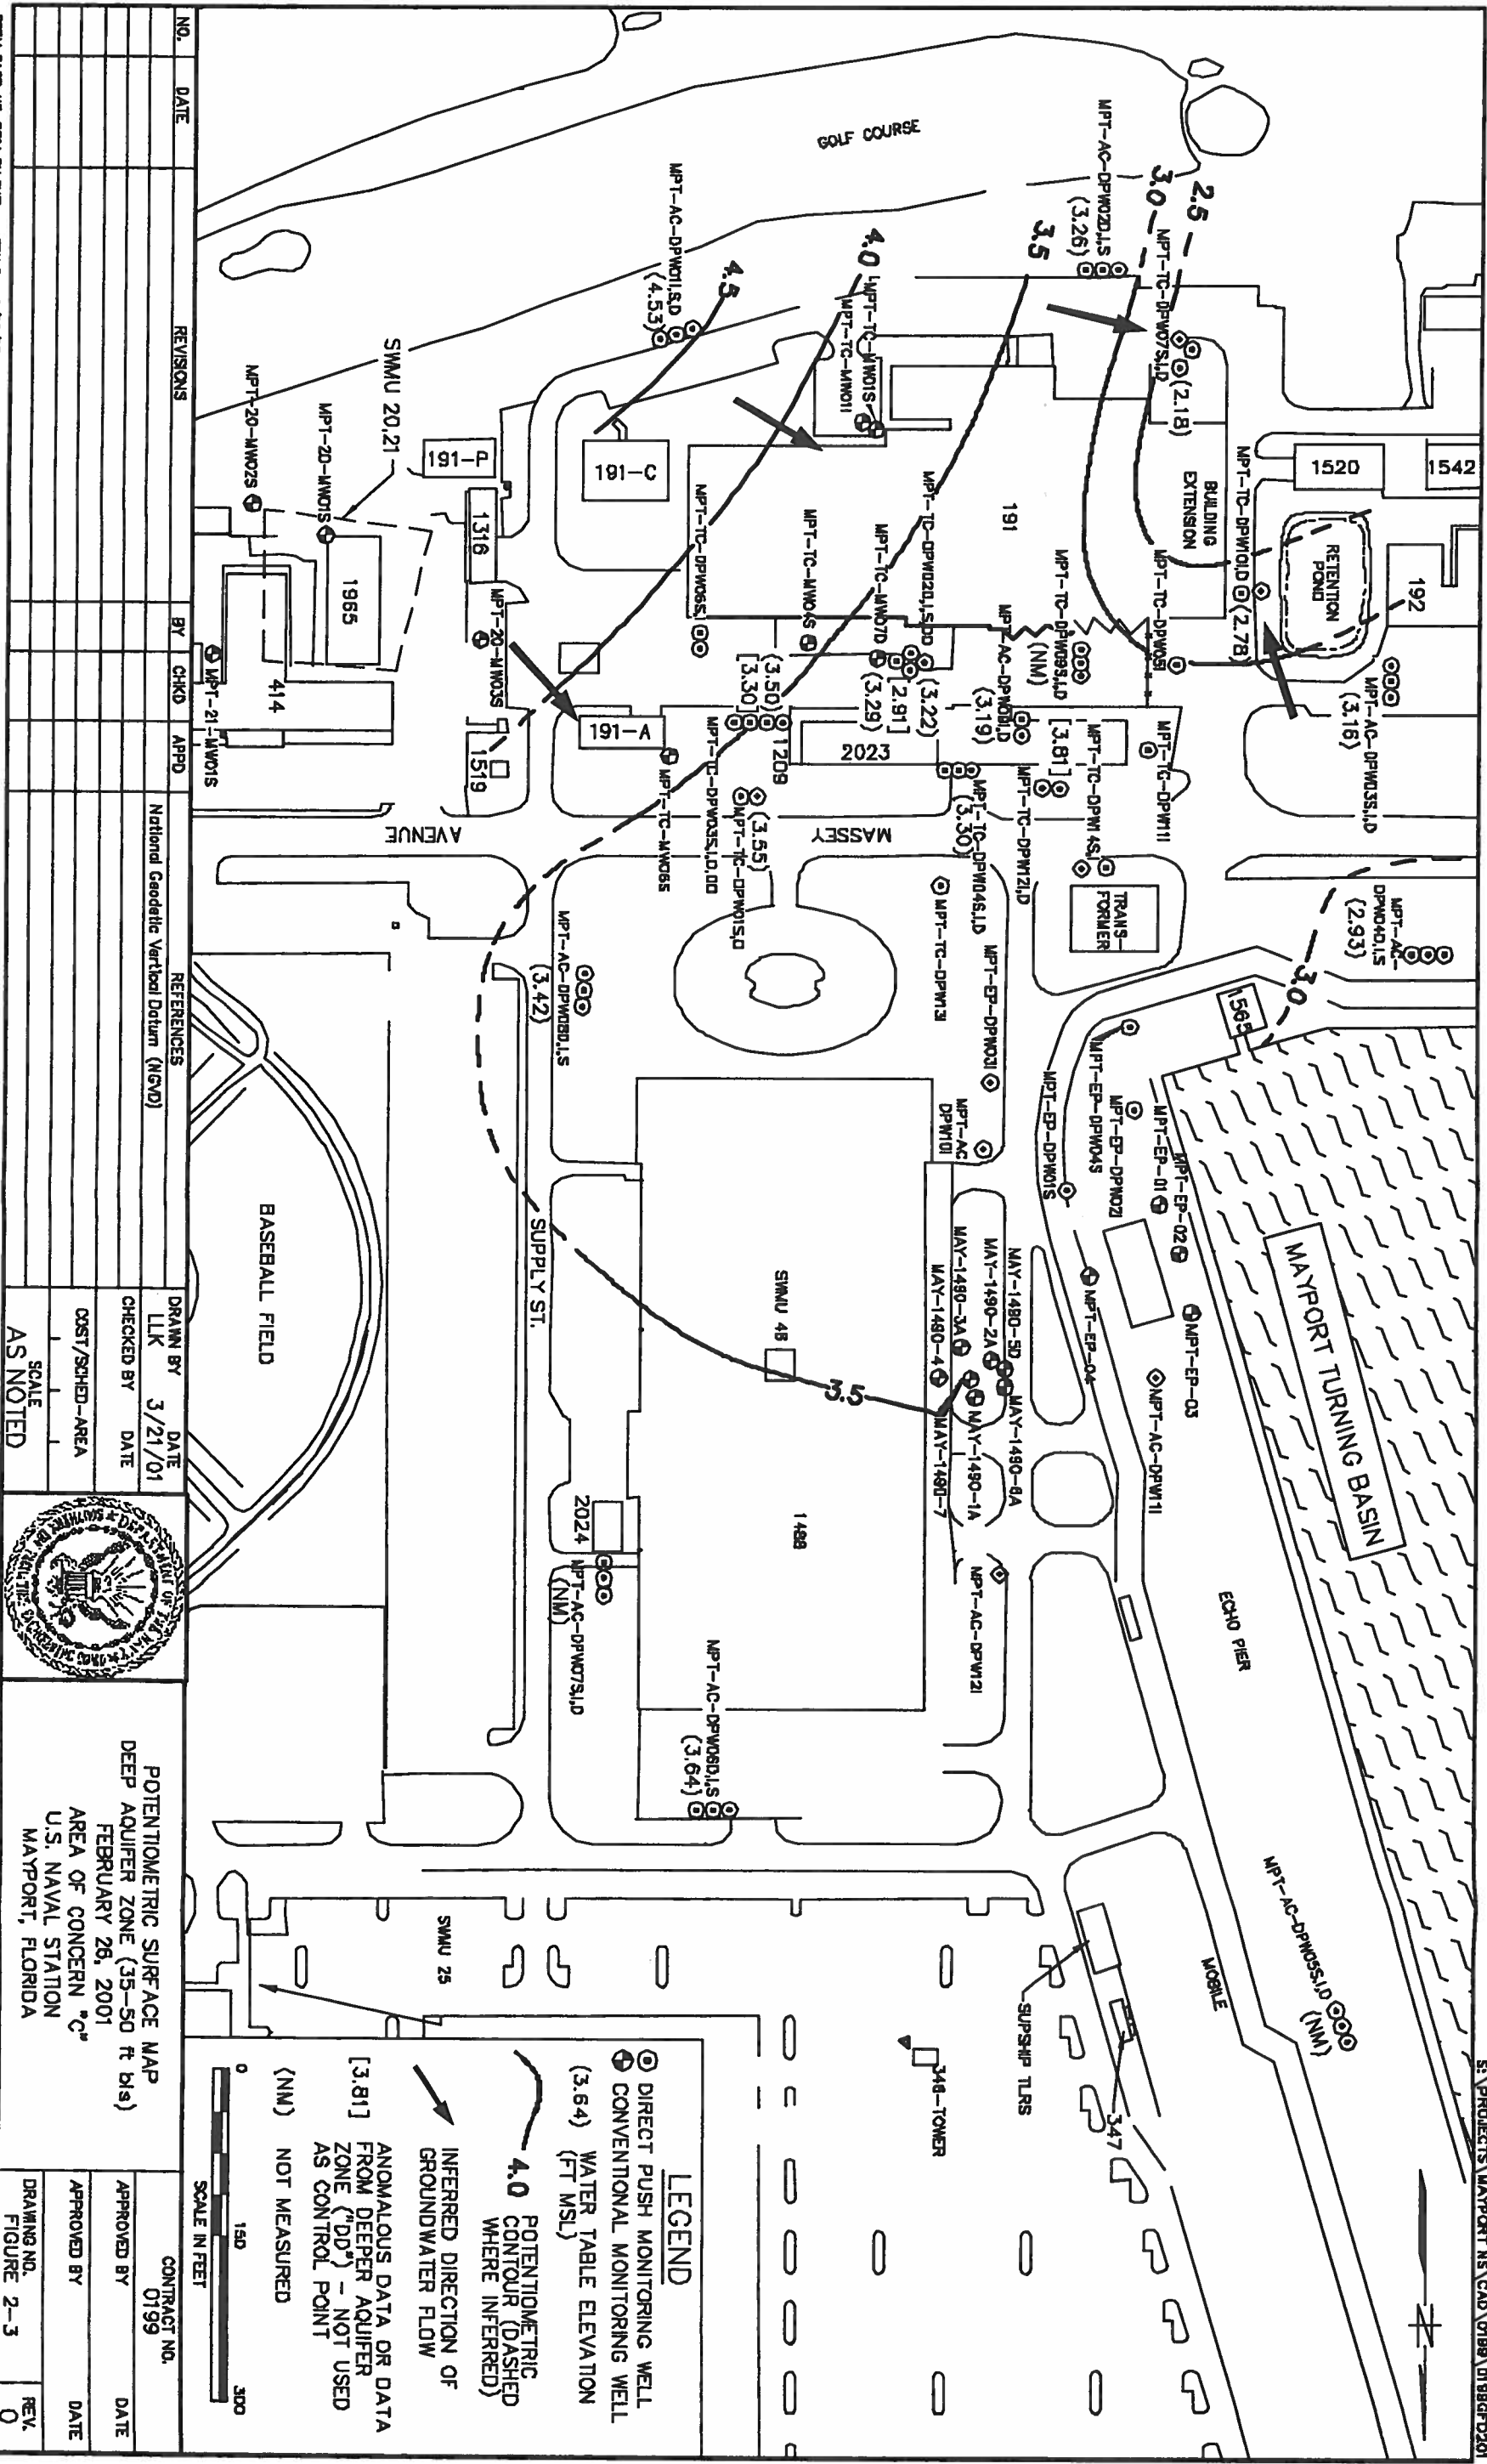 S:\PROJECTS\MAYPORT NS\CAD\0199\
N
MAYPORT TURNING BASIN
ECHO PIER
MOBILE
MPT-AC-DPW05S,I,D
(NM)
1542
1520
192
RETENTION
POND
MPT-AC-DPW03S,I,D
(3.16)
MPT-AC-
DPW04D,I,S
(2.93)
3.0
1565
2.5
3.0
MPT-TC-DPW07S,I,D
(2.18)
MPT-TC-DPW10I,D
(2.78)
BUILDING
EXTENSION
MPT-TC-DPW05I
MPT-TC-DPW11I
MPT-AC-DPW02D,I,S
(3.26)
3.5
MPT-TC-DPW09S,I,D
(NM)
MPT-TC-DPW14S,I
[3.81]
TRANS-
FORMER
MPT-EP-DPW04S
MPT-EP-DPW02I
MPT-EP-01
MPT-EP-02
MPT-EP-03
MPT-EP-04
MPT-EP-DPW01S
MPT-AC-DPW11I
191
(3.19)
MPT-TC-DPW12I,D
MPT-EP-DPW03I
GOLF COURSE
4.0
MPT-TC-MW01S
MPT-TC-MW01I
MPT-TC-DPW02D,I,S,DD
(3.22)
[2.91]
MPT-TC-MW07D
(3.29)
MPT-TC-MW04S
2023
MPT-TC-DPW04S,I,D
(3.30)
MPT-TC-DPW13I
MPT-AC
DPW10I
MAY-1490-5D
MAY-1490-2A
MAY-1490-3A
MAY-1490-4
MAY-1490-6A
MAY-1490-1A
MAY-1490-7
MPT-AC-DPW12I
SUPSHIP TLRS
347
346-TOWER
MASSEY
AVENUE
4.5
MPT-AC-DPW01I,S,D
(4.53)
MPT-TC-DPW06S,I
(3.50)
[3.30]
1209
MPT-TC-DPW03S,I,D,DD
(3.55)
MPT-TC-DPW01S,D
191-C
191-A
MPT-TC-MW06S
3.5
SWMU 48
1488
MPT-AC-DPW06D,I,S
(3.64)
191-P
1316
MPT-20-MW03S
1519
MPT-AC-DPW08D,I,S
(3.42)
SUPPLY ST.
2024
MPT-AC-DPW07S,I,D
(NM)
SWMU 25
SWMU 20,21
MPT-20-MW01S
1965
MPT-20-MW02S
414
MPT-21-MW01S
BASEBALL FIELD
LEGEND
DIRECT PUSH MONITORING WELL
CONVENTIONAL MONITORING WELL
(3.64) WATER TABLE ELEVATION
(FT MSL)
4.0 POTENTIOMETRIC
CONTOUR (DASHED
WHERE INFERRED)
INFERRED DIRECTION OF
GROUNDWATER FLOW
[3.81] ANOMALOUS DATA OR DATA
FROM DEEPER AQUIFER
ZONE ("DD") - NOT USED
AS CONTROL POINT
(NM) NOT MEASURED
0 150 300
SCALE IN FEET
NO. DATE REVISIONS BY CHKD APPD REFERENCES
National Geodetic Vertical Datum (NGVD)
DRAWN BY DATE
LLK 3/21/01
CHECKED BY DATE
COST/SCHED-AREA
SCALE
AS NOTED
POTENTIOMETRIC SURFACE MAP
DEEP AQUIFER ZONE (35-50 ft bls)
FEBRUARY 26, 2001
AREA OF CONCERN "C"
U.S. NAVAL STATION
MAYPORT, FLORIDA
CONTRACT NO.
0199
APPROVED BY DATE
APPROVED BY DATE
DRAWING NO. REV.
FIGURE 2-3 0